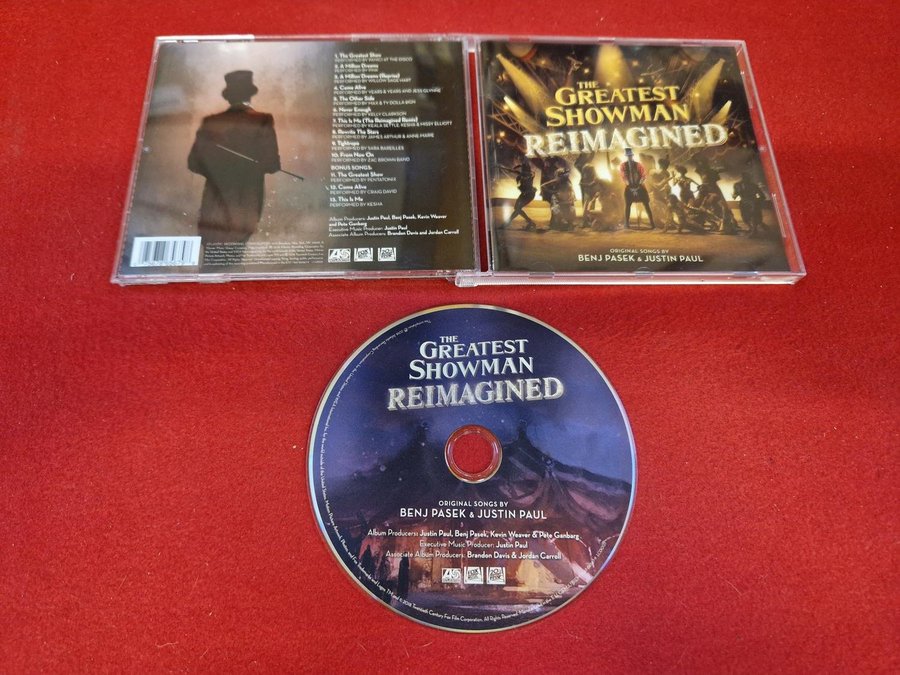 1. The Greatest Show
PERFORMED BY PANIC! AT THE DISCO
2. A Million Dreams
PERFORMED BY P!NK
3. A Million Dreams (Reprise)
PERFORMED BY WILLOW SAGE HART
4. Come Alive
PERFORMED BY YEARS & YEARS AND JESS GLYNNE
5. The Other Side
PERFORMED BY MAX & TY DOLLA $IGN
6. Never Enough
PERFORMED BY KELLY CLARKSON
7. This Is Me (The Reimagined Remix)
PERFORMED BY KEALA SETTLE, KESHA & MISSY ELLIOTT
8. Rewrite The Stars
PERFORMED BY JAMES ARTHUR & ANNE-MARIE
9. Tightrope
PERFORMED BY SARA BAREILLES
10. From Now On
PERFORMED BY ZAC BROWN BAND
BONUS SONGS:
11. The Greatest Show
PERFORMED BY PENTATONIX
12. Come Alive
PERFORMED BY CRAIG DAVID
13. This Is Me
PERFORMED BY KESHA
Album Producers: Justin Paul, Benj Pasek, Kevin Weaver
and Pete Ganbarg
Executive Music Producer: Justin Paul
Associate Album Producers: Brandon Davis and Jordan Carroll
THE
GREATEST
SHOWMAN
REIMAGINED
ORIGINAL SONGS BY
BENJ PASEK & JUSTIN PAUL
THE
GREATEST
SHOWMAN
REIMAGINED
ORIGINAL SONGS BY
BENJ PASEK & JUSTIN PAUL
Album Producers: Justin Paul, Benj Pasek, Kevin Weaver & Pete Ganbarg
Executive Music Producer: Justin Paul
Associate Album Producers: Brandon Davis & Jordan Carroll